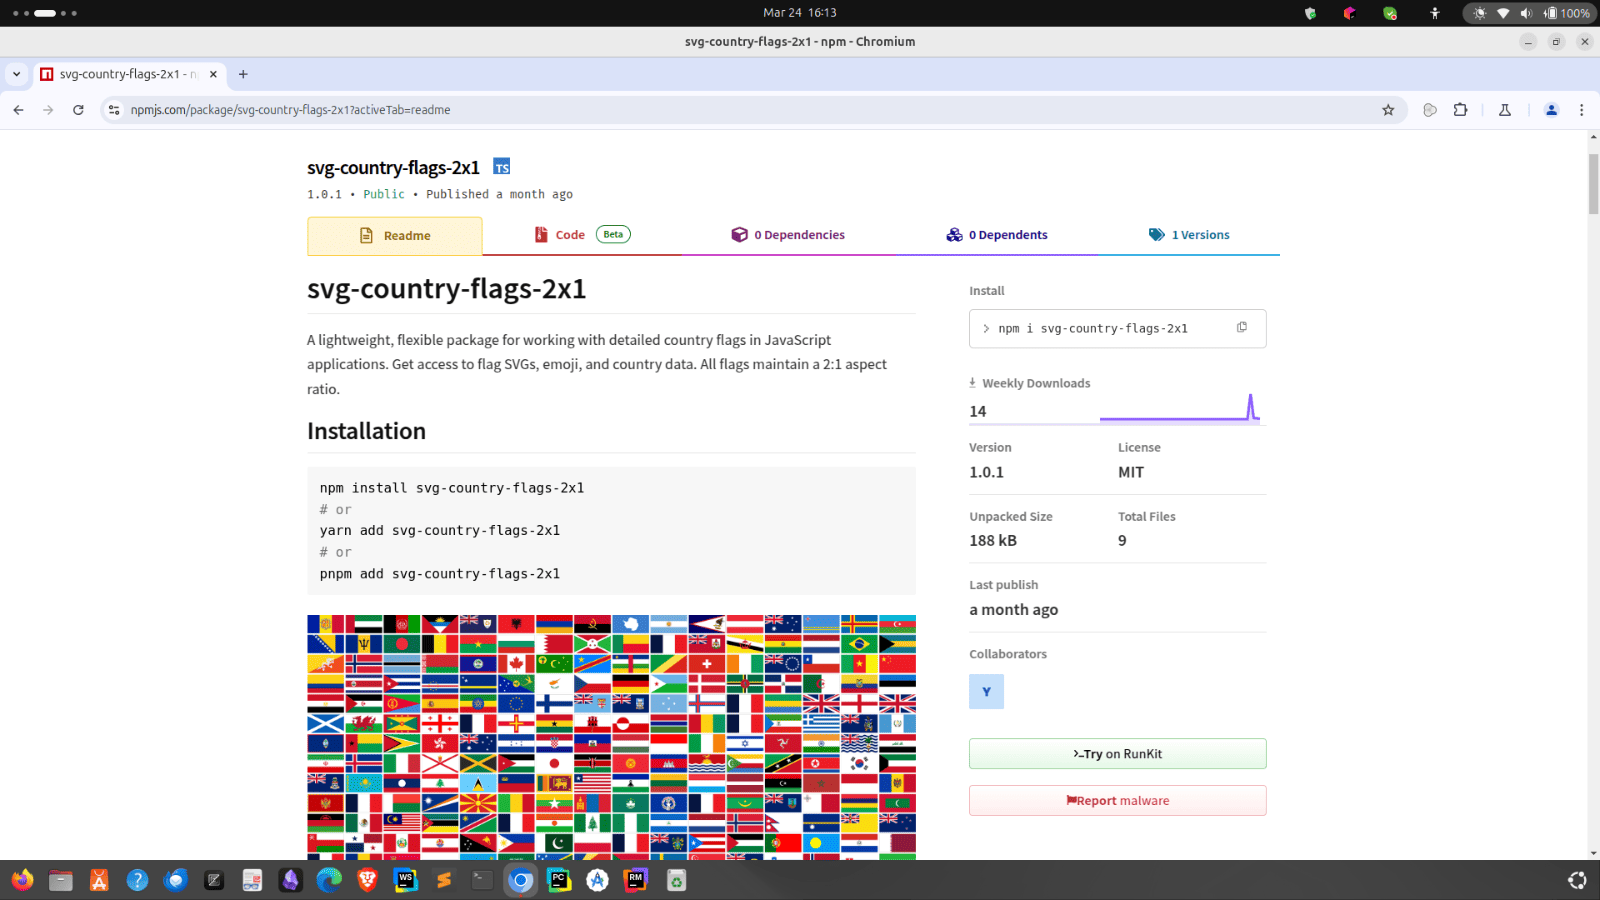 Mar 24 16:13
100%
svg-country-flags-2x1 - npm - Chromium
svg-country-flags-2x1 - n
npmjs.com/package/svg-country-flags-2x1?activeTab=readme
svg-country-flags-2x1 TS
1.0.1 • Public • Published a month ago
Readme
Code Beta
0 Dependencies
0 Dependents
1 Versions
svg-country-flags-2x1
A lightweight, flexible package for working with detailed country flags in JavaScript
applications. Get access to flag SVGs, emoji, and country data. All flags maintain a 2:1 aspect
ratio.
Installation
npm install svg-country-flags-2x1
# or
yarn add svg-country-flags-2x1
# or
pnpm add svg-country-flags-2x1
Install
> npm i svg-country-flags-2x1
Weekly Downloads
14
Version
1.0.1
License
MIT
Unpacked Size
188 kB
Total Files
9
Last publish
a month ago
Collaborators
Y
Try on RunKit
Report malware
WS
PC
RM